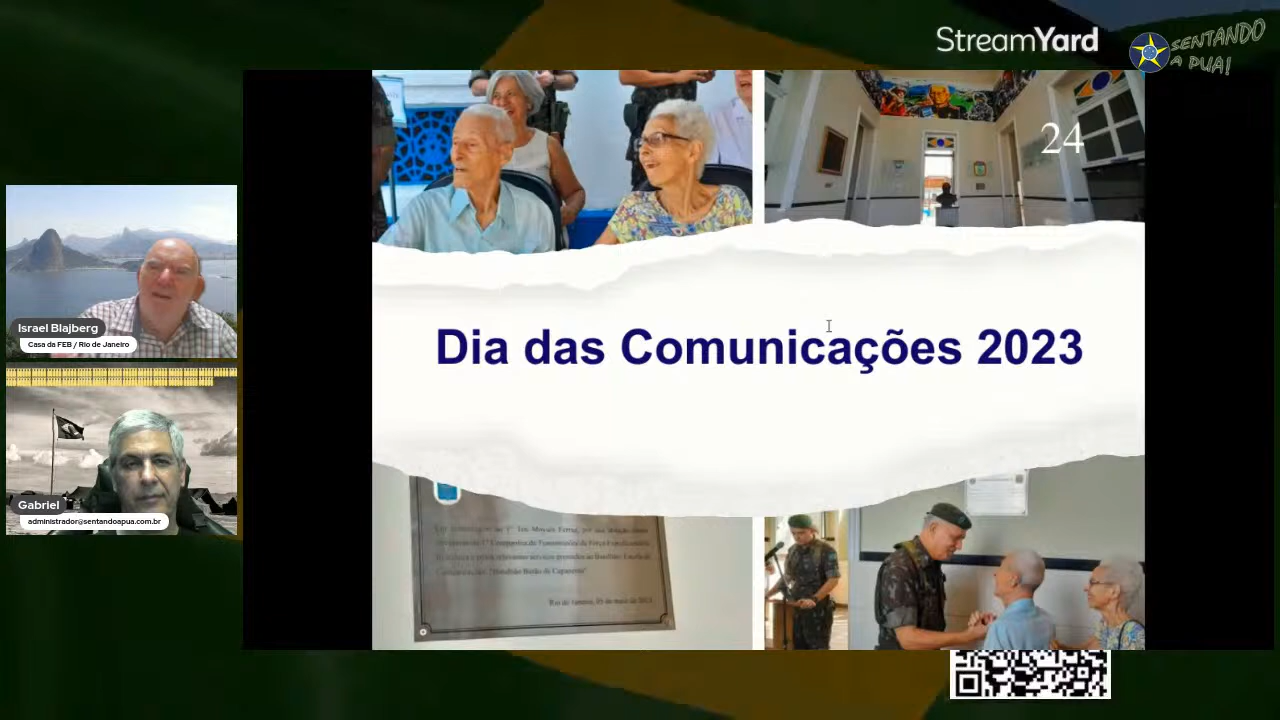 StreamYard
SENTANDO
A PUA!
24
Israel Blajberg
Casa da FEB / Rio de Janeiro
Dia das Comunicações 2023
Gabriel
administrador@sentandoapua.com.br
Rio de Janeiro, 05 de maio de 2023